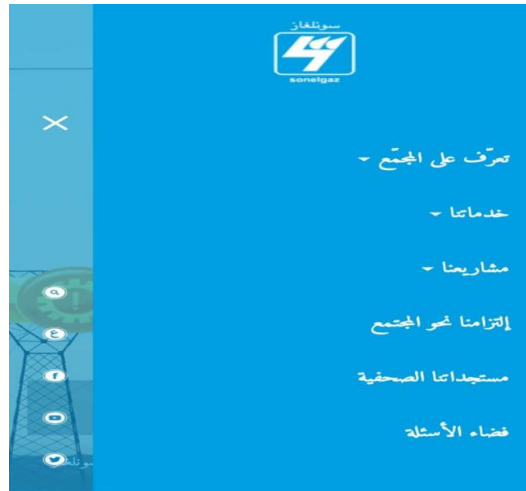 سونلغاز
sonelgaz
تعرّف على المجمّع
خدماتنا
مشاريعنا
إلتزامنا نحو المجتمع
مستجداتنا الصحفية
فضاء الأسئلة
ع